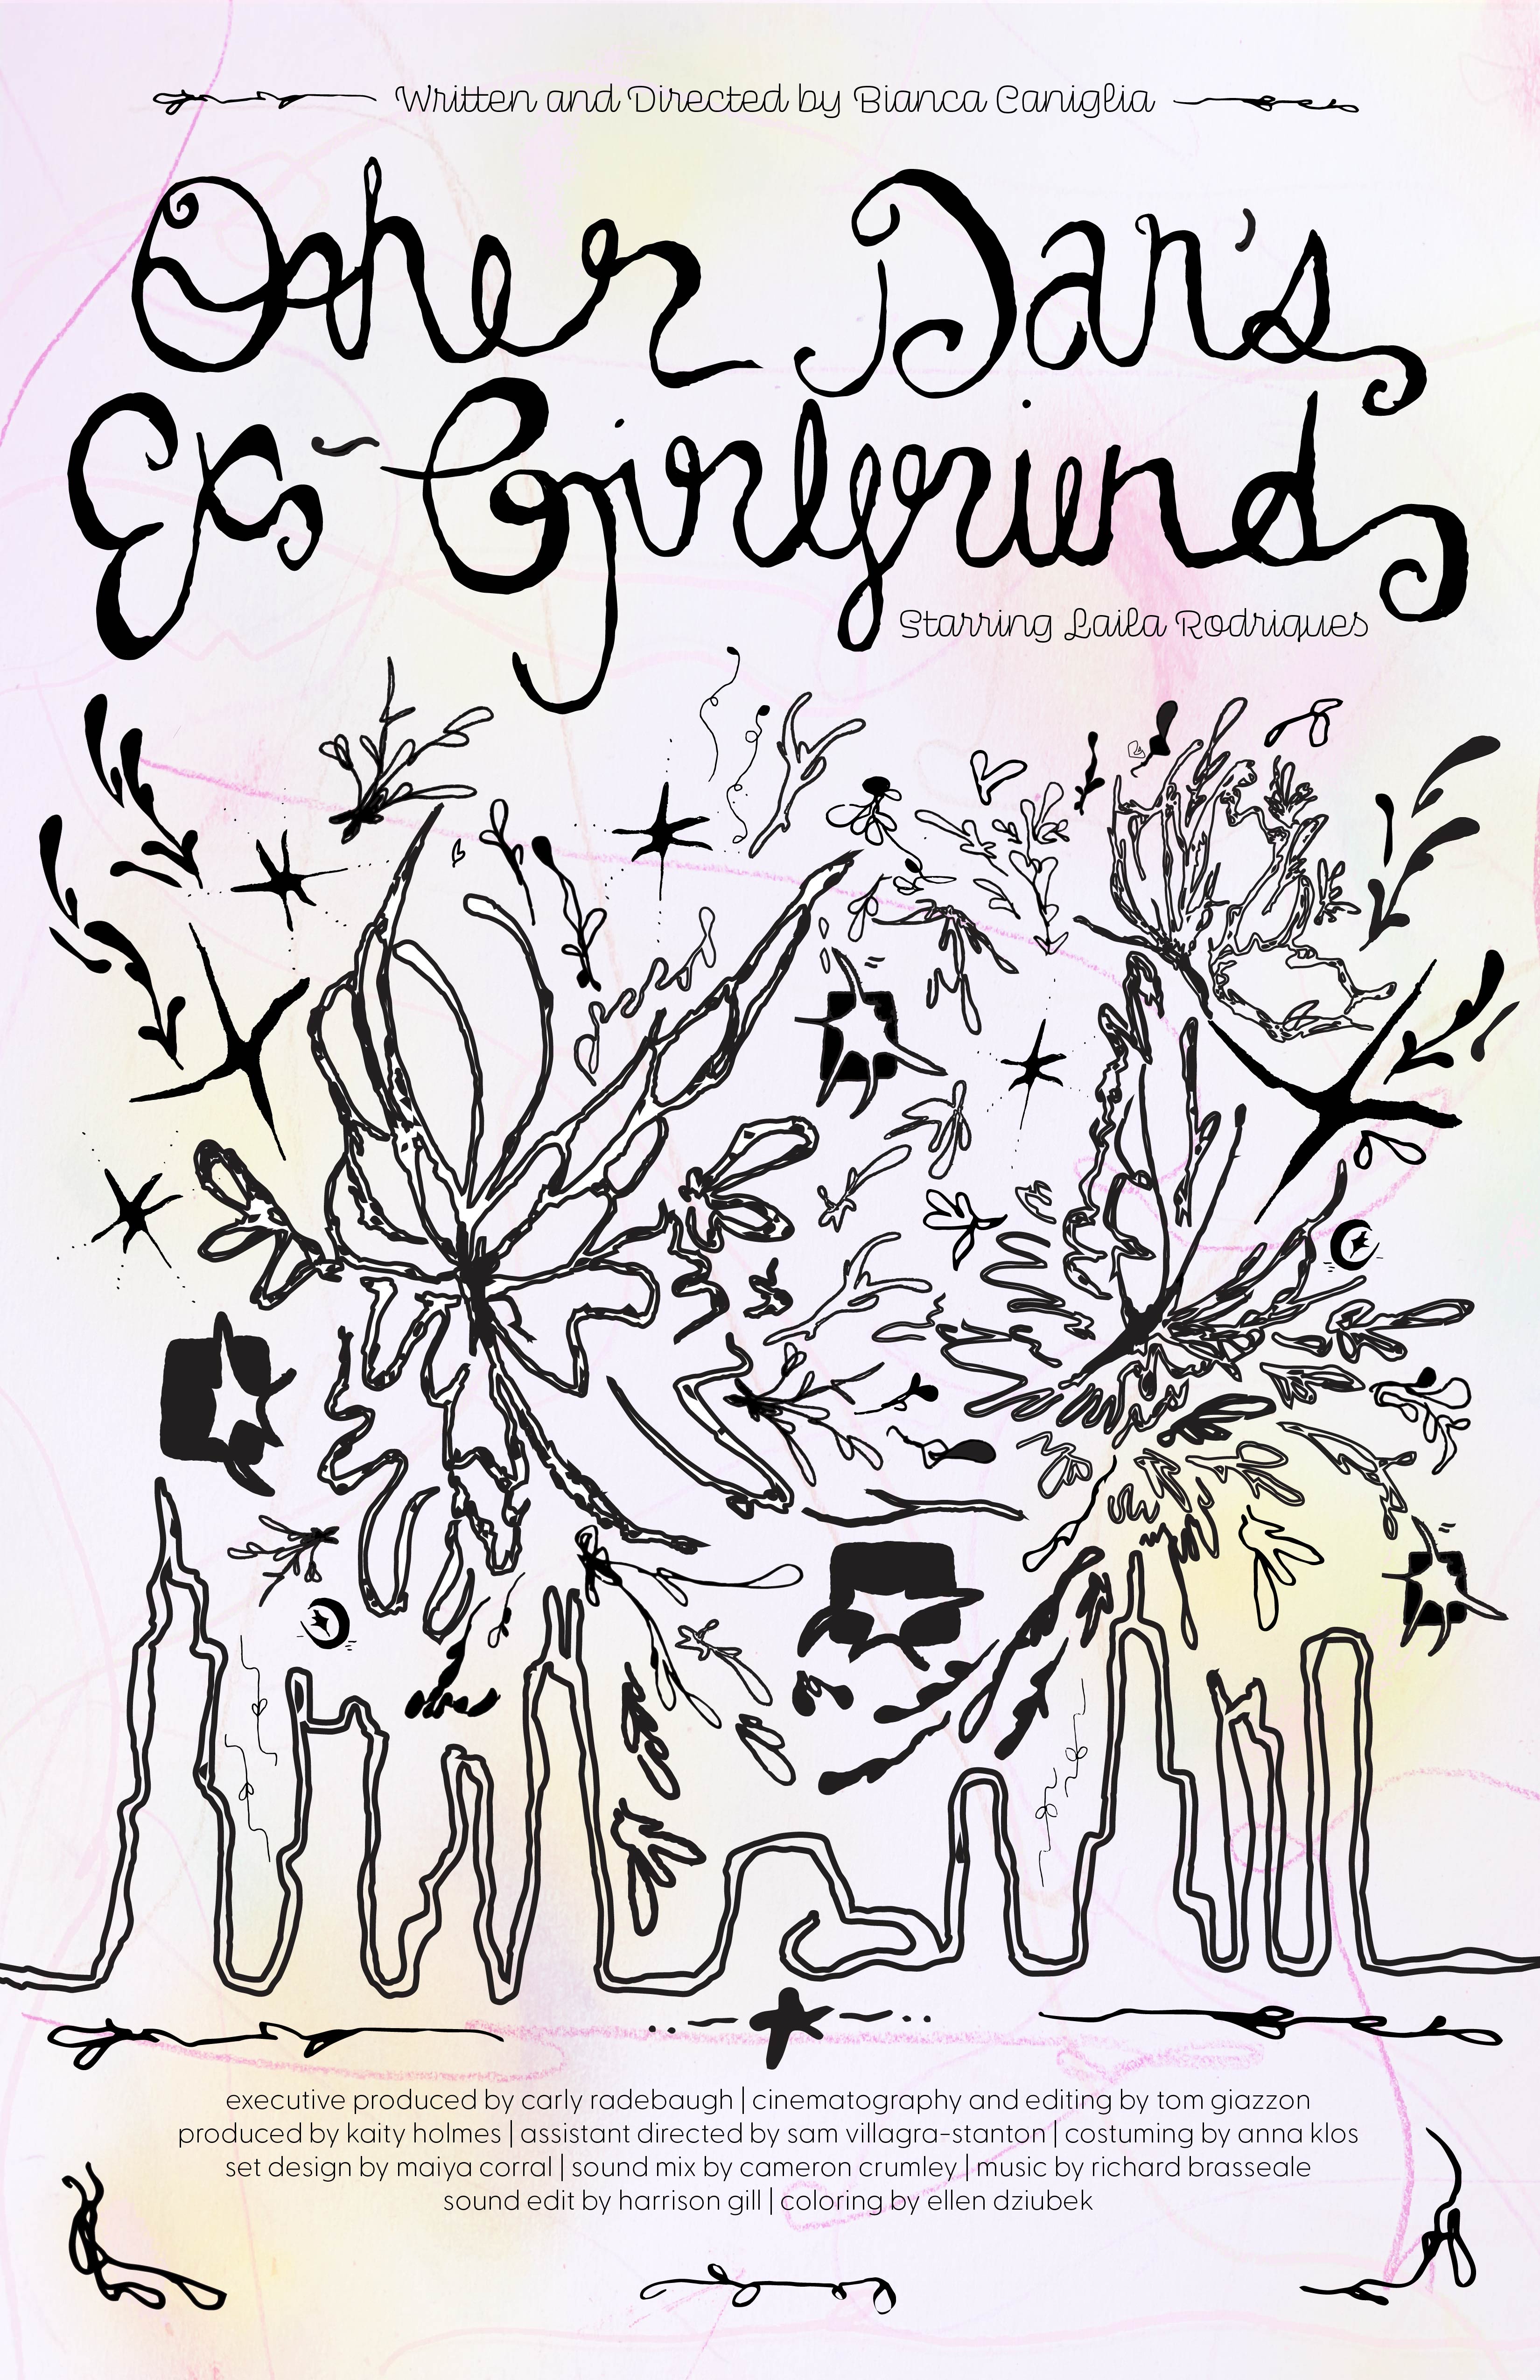 Written and Directed by Bianca Caniglia
Other Dan's
Ex-Girlfriend
Starring Laila Rodriques
executive produced by carly radebaugh | cinematography and editing by tom giazzon
produced by kaity holmes | assistant directed by sam villagra-stanton | costuming by anna klos
set design by maiya corral | sound mix by cameron crumley | music by richard brasseale
sound edit by harrison gill | coloring by ellen dziubek